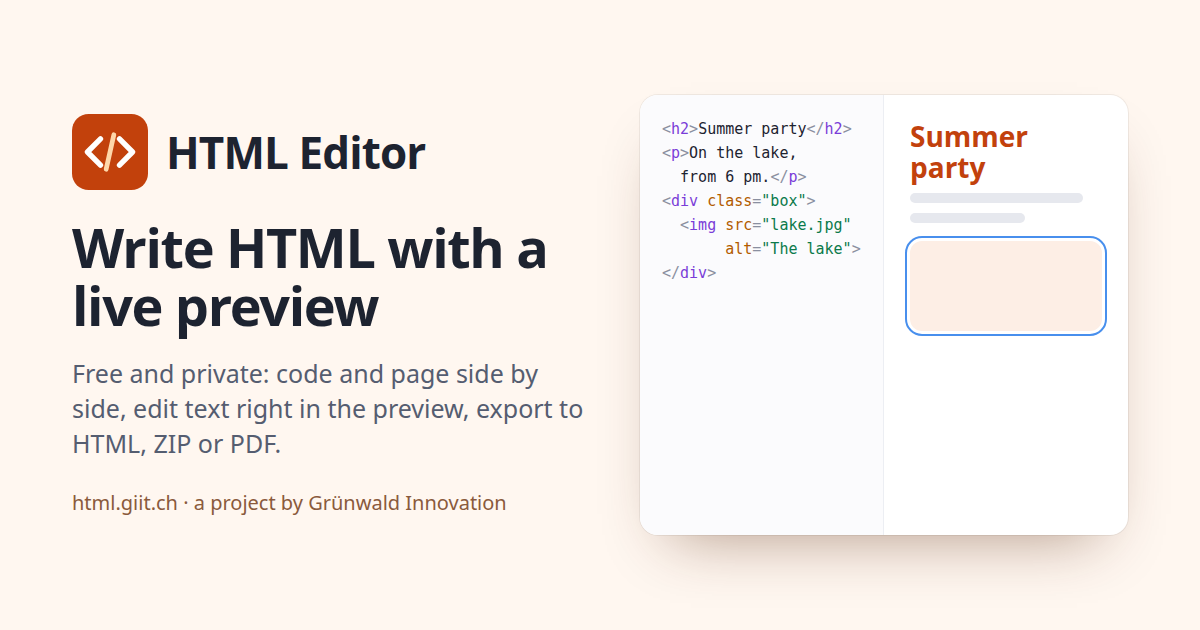 HTML Editor
Write HTML with a
live preview
Free and private: code and page side by
side, edit text right in the preview, export to
HTML, ZIP or PDF.
html.giit.ch · a project by Grünwald Innovation
<h2>Summer party</h2>
<p>On the lake,
  from 6 pm.</p>
<div class="box">
  <img src="lake.jpg"
       alt="The lake">
</div>
Summer
party